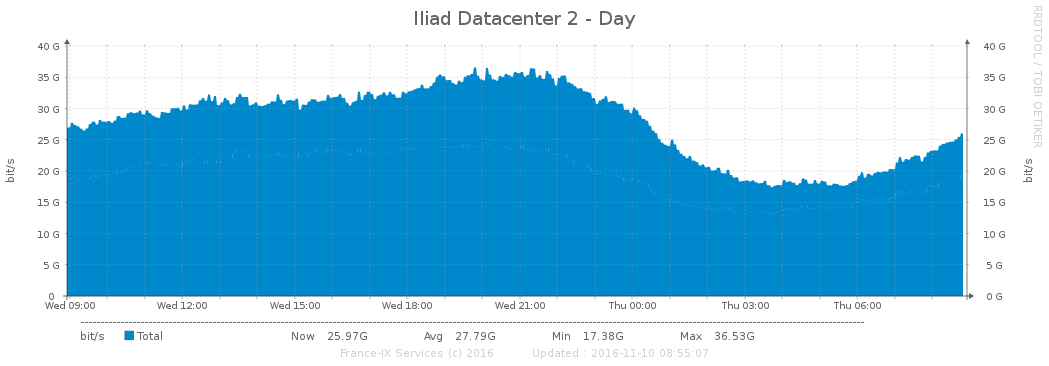 Iliad Datacenter 2 - Day
RRDTOOL / TOBI OETIKER
40 G 40 G
35 G 35 G
30 G 30 G
25 G 25 G
20 G 20 G
15 G 15 G
10 G 10 G
5 G 5 G
0 0 G
bit/s bit/s
Wed 09:00 Wed 12:00 Wed 15:00 Wed 18:00 Wed 21:00 Thu 00:00 Thu 03:00 Thu 06:00
bit/s Total Now 25.97G Avg 27.79G Min 17.38G Max 36.53G
France-IX Services (c) 2016 Updated : 2016-11-10 08:55:07